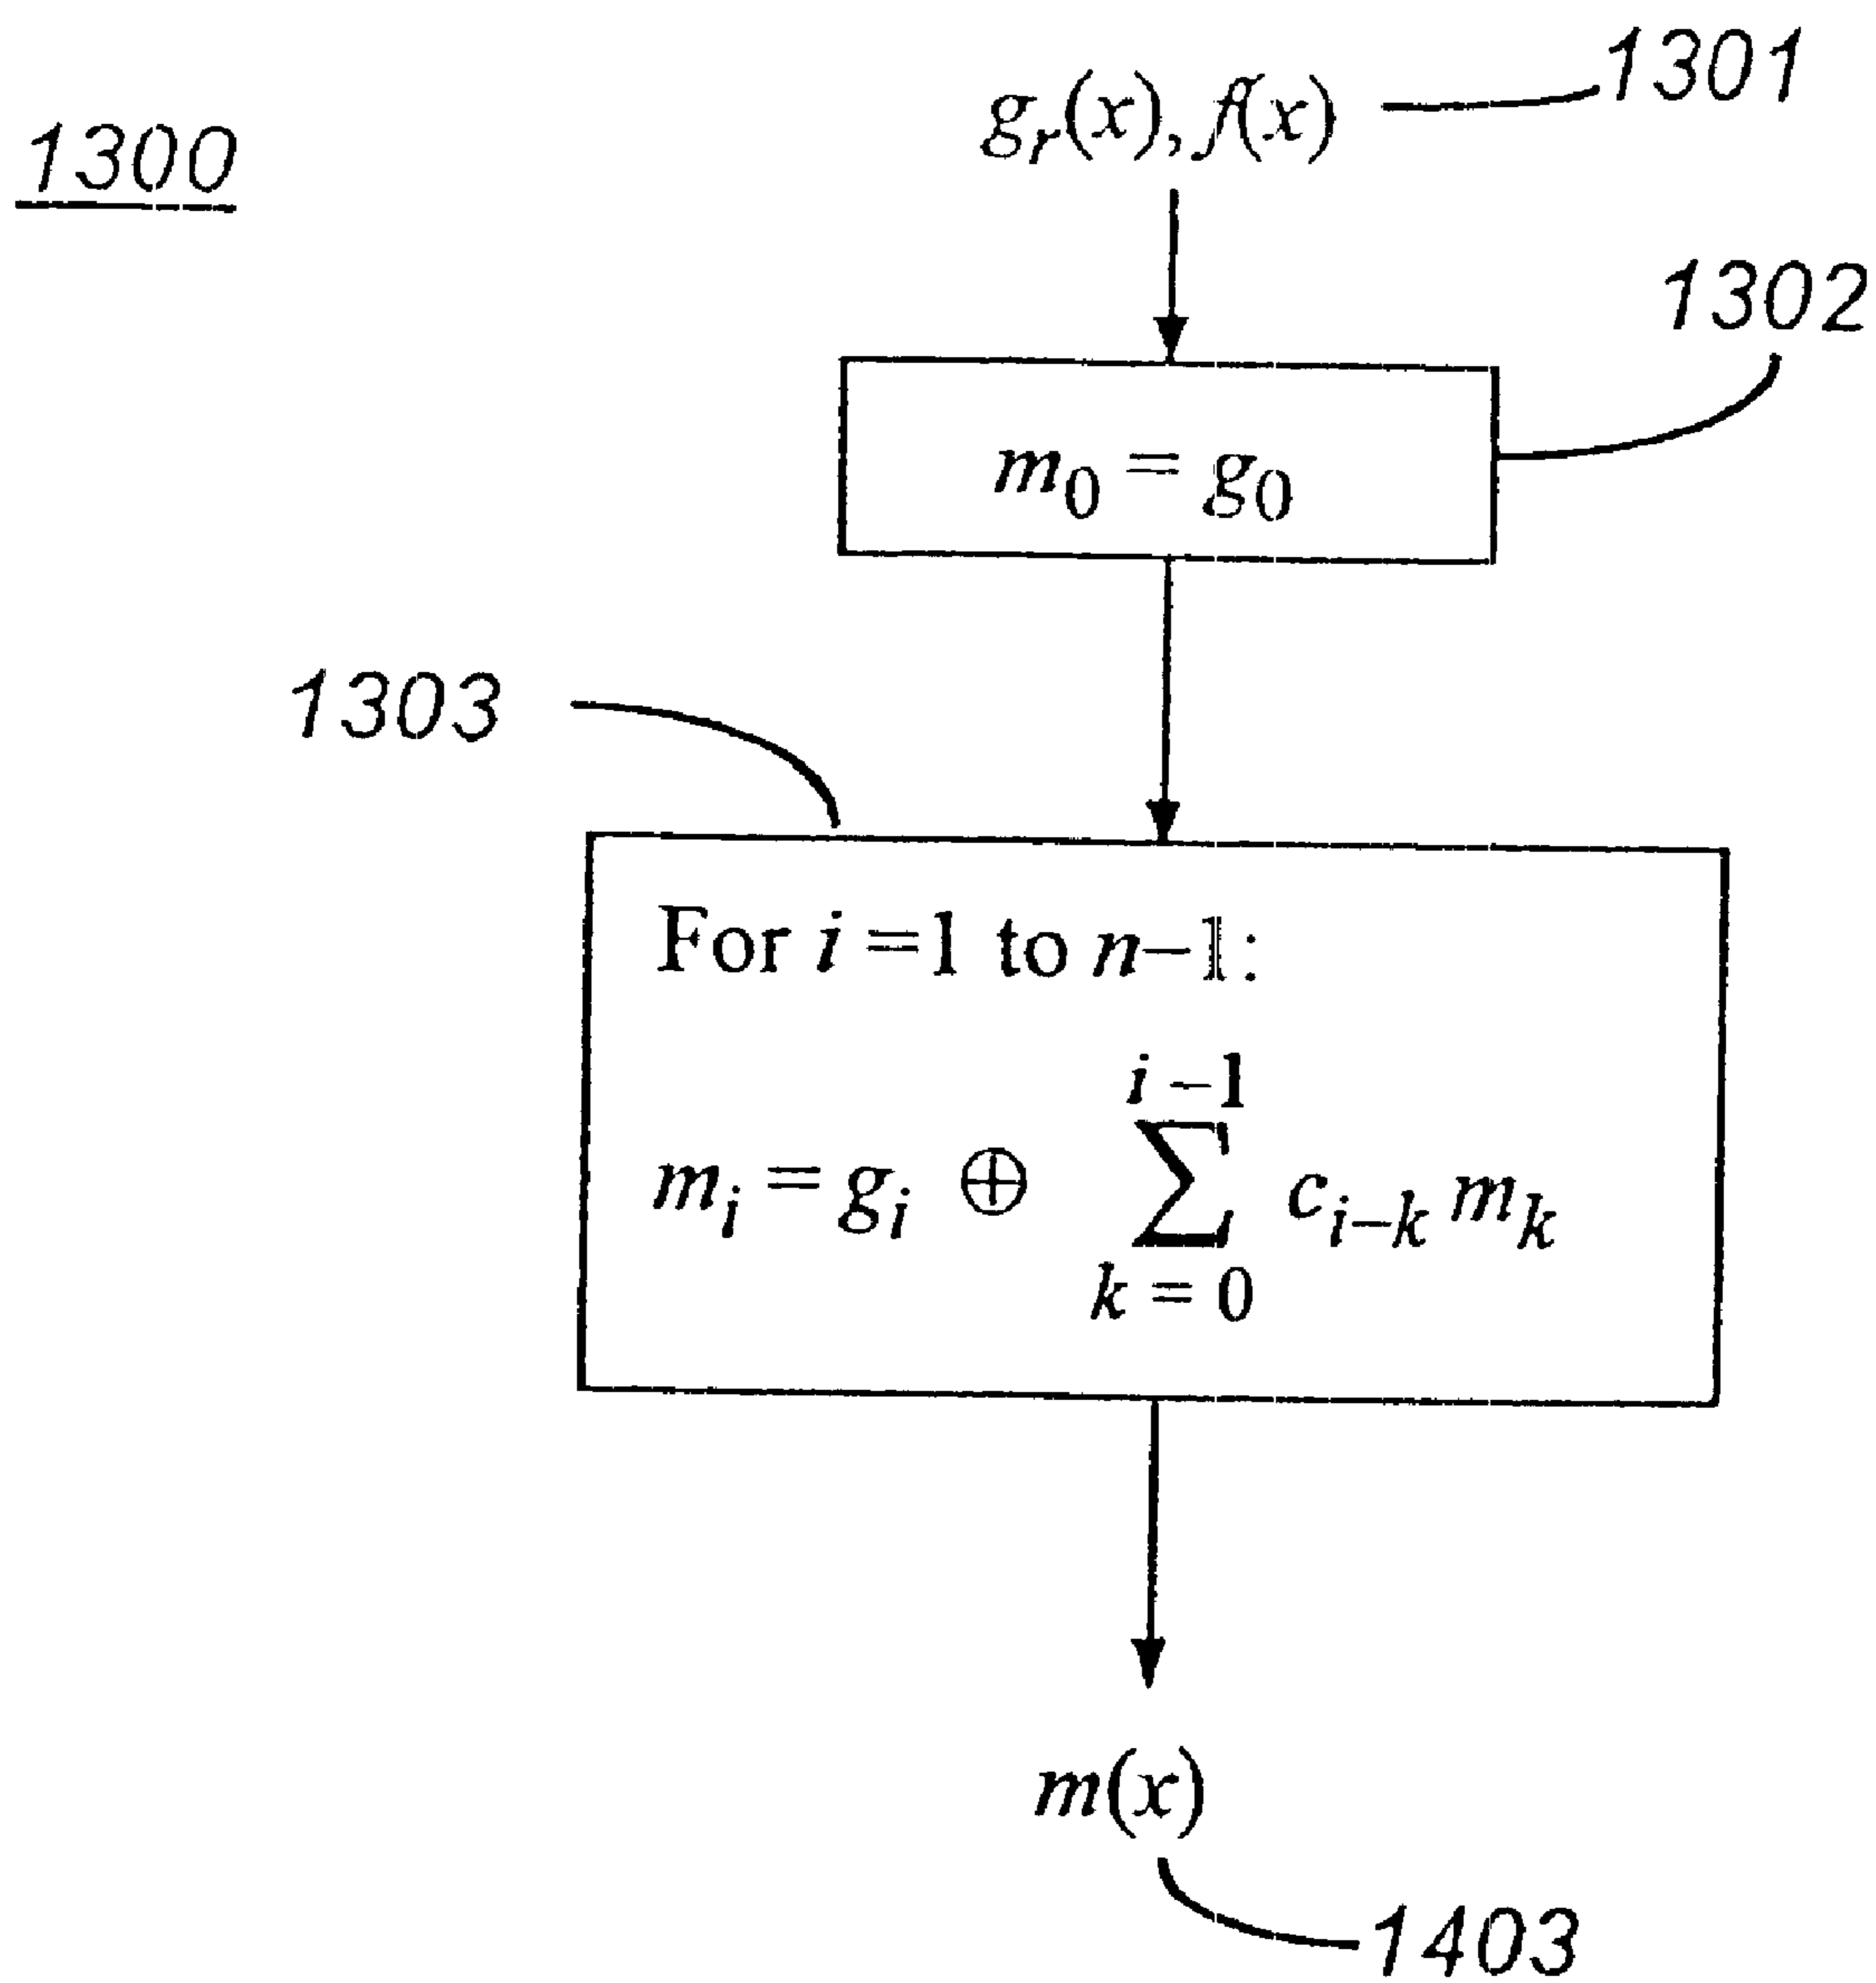 1300
g_r(x), f(x)
1301
1302
m_0 = g_0
1303
For i =1 to n–1:
m_i = g_i ⊕ ∑_{k = 0}^{i –1} c_{i–k} m_k
m(x)
1403